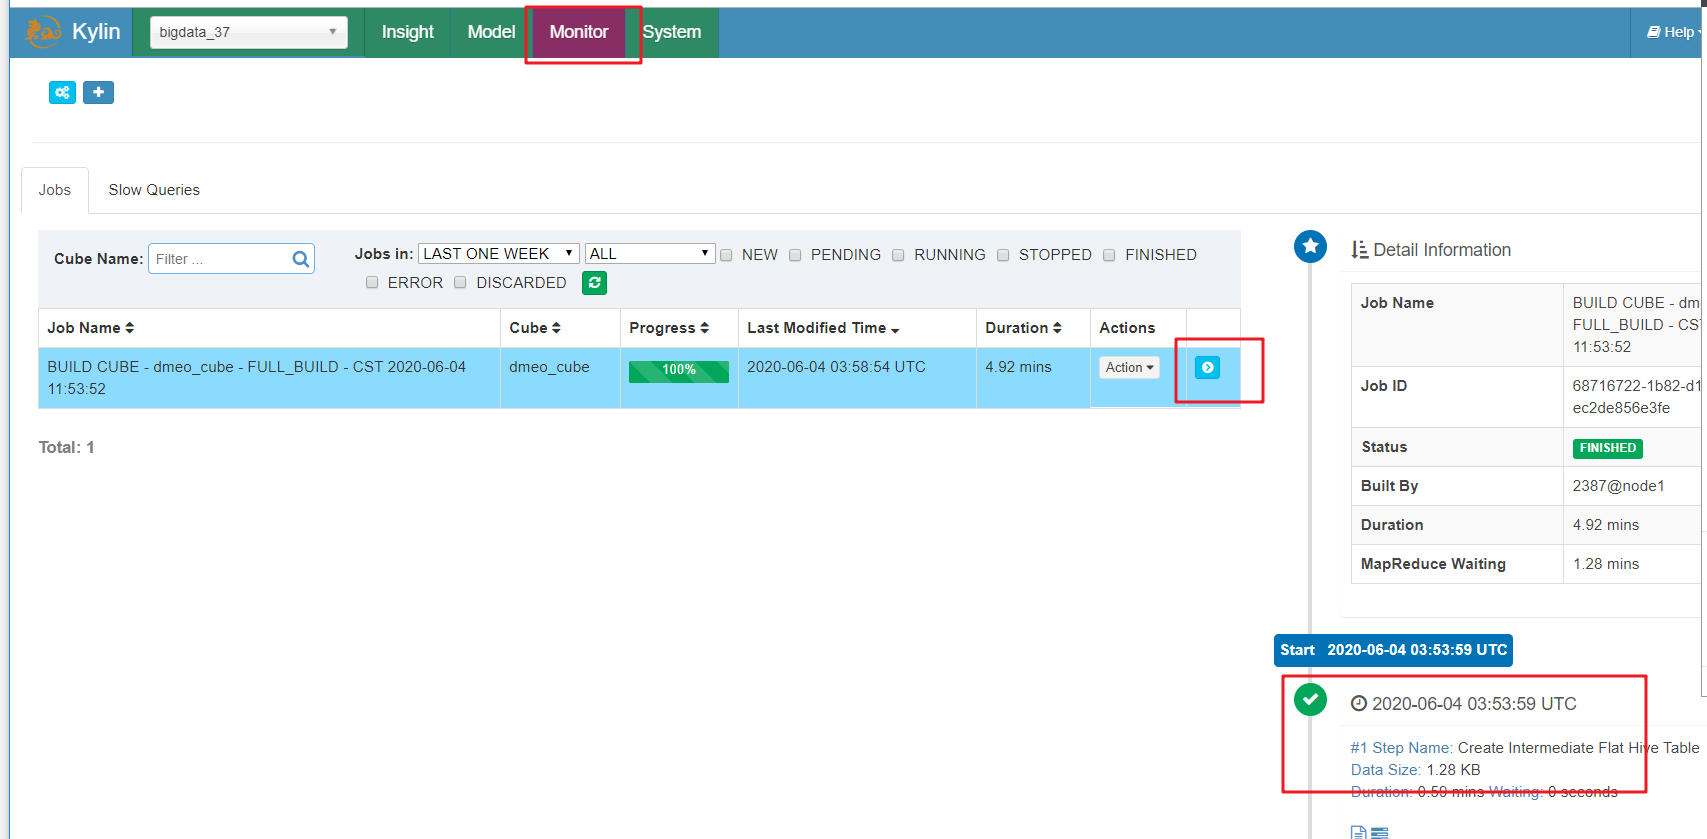 Kylin
bigdata_37
Insight
Model
Monitor
System
Help
Jobs
Slow Queries
Cube Name:
Filter ...
Jobs in:
LAST ONE WEEK
ALL
NEW
PENDING
RUNNING
STOPPED
FINISHED
ERROR
DISCARDED
Job Name
Cube
Progress
Last Modified Time
Duration
Actions
BUILD CUBE - dmeo_cube - FULL_BUILD - CST 2020-06-04
11:53:52
dmeo_cube
100%
2020-06-04 03:58:54 UTC
4.92 mins
Action
Total: 1
Detail Information
Job Name
BUILD CUBE - dm
FULL_BUILD - CST
11:53:52
Job ID
68716722-1b82-d1
ec2de856e3fe
Status
FINISHED
Built By
2387@node1
Duration
4.92 mins
MapReduce Waiting
1.28 mins
Start 2020-06-04 03:53:59 UTC
2020-06-04 03:53:59 UTC
#1 Step Name: Create Intermediate Flat Hive Table
Data Size: 1.28 KB
Duration: 0.59 mins Waiting: 0 seconds